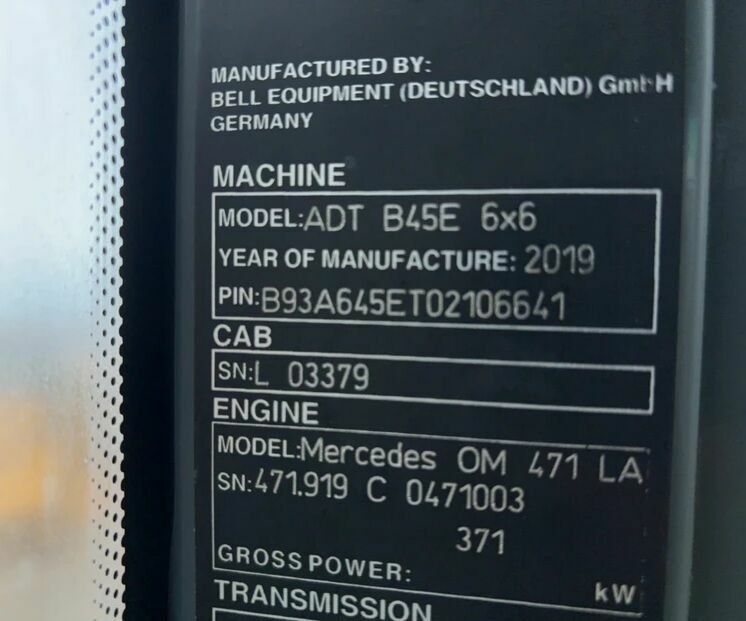 MANUFACTURED BY:
BELL EQUIPMENT (DEUTSCHLAND) GmbH
GERMANY
MACHINE
MODEL:ADT B45E 6x6
YEAR OF MANUFACTURE: 2019
PIN:B93A645ET02106641
CAB
SN:L 03379
ENGINE
MODEL:Mercedes OM 471 LA
SN:471.919 C 0471003
371
GROSS POWER: kW
TRANSMISSION